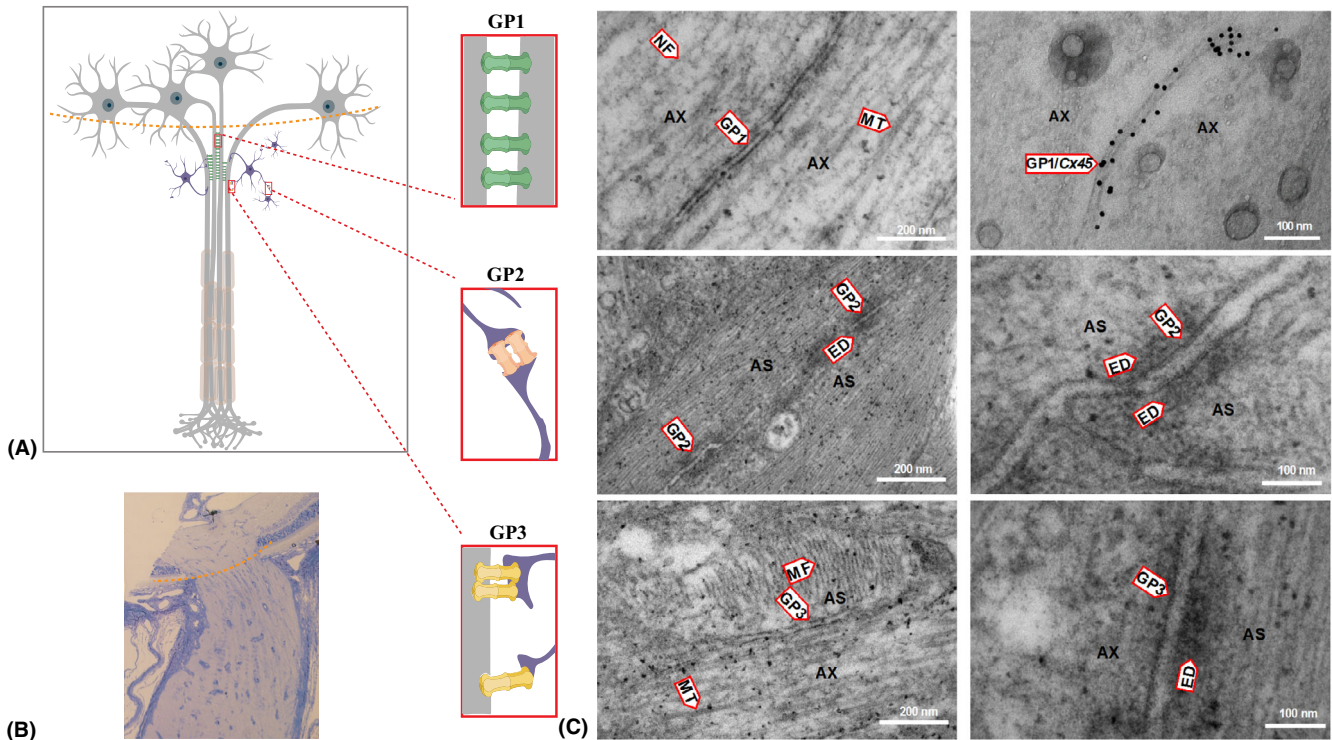 GP1
GP2
GP3
(A)
(B)
(C)
NF
AX
GP1
MT
AX
200 nm
AX
AX
GP1/Cx45
100 nm
GP2
ED
AS
AS
GP2
200 nm
AS
GP2
ED
ED
AS
100 nm
MF
GP3
AS
AX
MT
200 nm
GP3
AX
AS
ED
100 nm